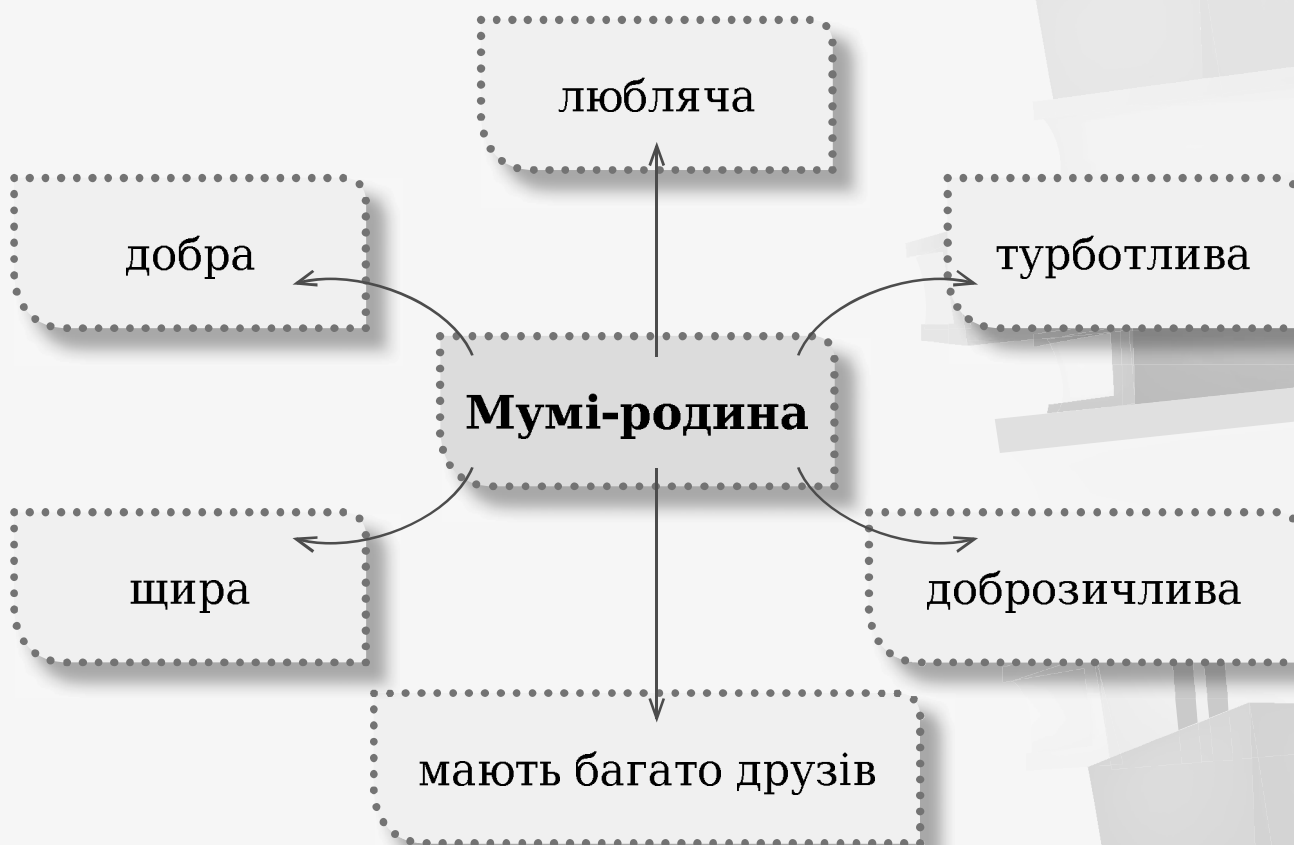 любляча
добра
турботлива
Мумі-родина
щира
доброзичлива
мають багато друзів